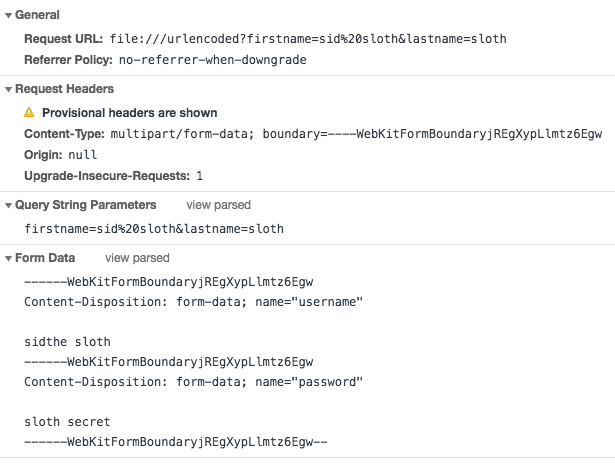 General
Request URL: file:///urlencoded?firstname=sid%20sloth&lastname=sloth
Referrer Policy: no-referrer-when-downgrade
Request Headers
Provisional headers are shown
Content-Type: multipart/form-data; boundary=----WebKitFormBoundaryjREgXypLlmtz6Egw
Origin: null
Upgrade-Insecure-Requests: 1
Query String Parameters view parsed
firstname=sid%20sloth&lastname=sloth
Form Data view parsed
------WebKitFormBoundaryjREgXypLlmtz6Egw
Content-Disposition: form-data; name="username"
sidthe sloth
------WebKitFormBoundaryjREgXypLlmtz6Egw
Content-Disposition: form-data; name="password"
sloth secret
------WebKitFormBoundaryjREgXypLlmtz6Egw--